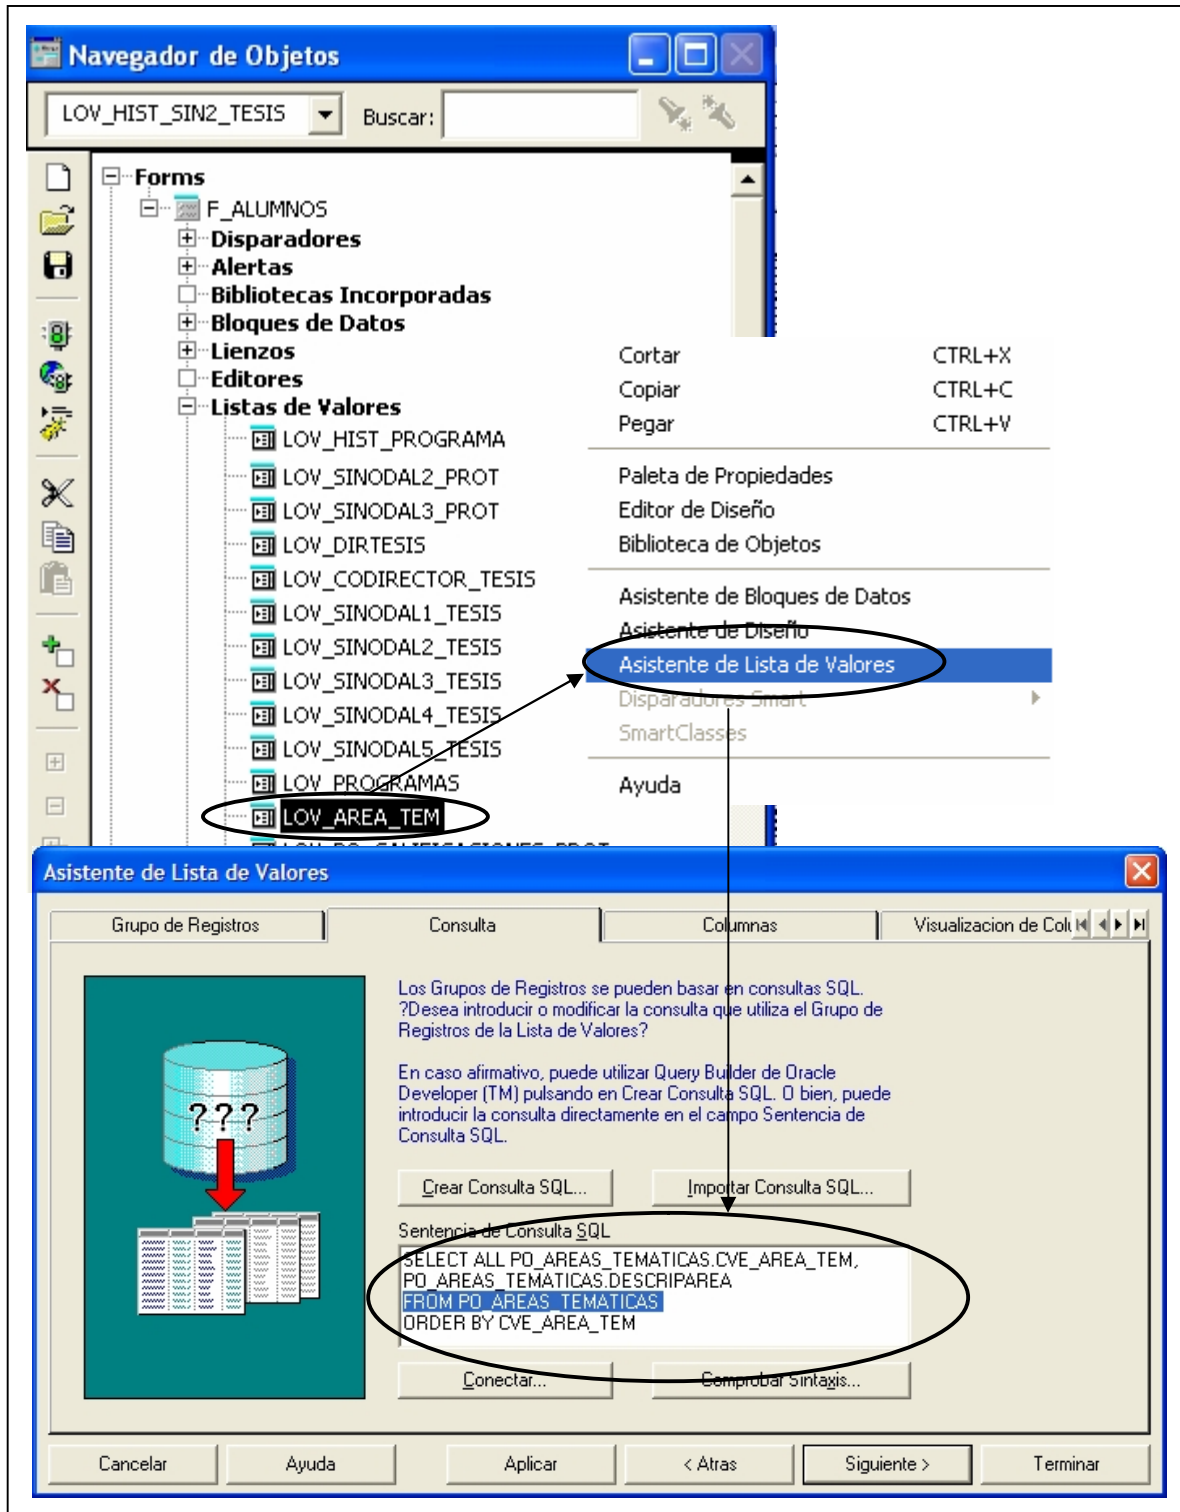 Navegador de Objetos
LOV_HIST_SIN2_TESIS
Buscar:
Forms
F_ALUMNOS
Disparadores
Alertas
Bibliotecas Incorporadas
Bloques de Datos
Lienzos
Editores
Listas de Valores
LOV_HIST_PROGRAMA
LOV_SINODAL2_PROT
LOV_SINODAL3_PROT
LOV_DIRTESIS
LOV_CODIRECTOR_TESIS
LOV_SINODAL1_TESIS
LOV_SINODAL2_TESIS
LOV_SINODAL3_TESIS
LOV_SINODAL4_TESIS
LOV_SINODAL5_TESIS
LOV_PROGRAMAS
LOV_AREA_TEM
Cortar CTRL+X
Copiar CTRL+C
Pegar CTRL+V
Paleta de Propiedades
Editor de Diseño
Biblioteca de Objetos
Asistente de Bloques de Datos
Asistente de Diseño
Asistente de Lista de Valores
Disparadores Smart
SmartClasses
Ayuda
Asistente de Lista de Valores
Grupo de Registros Consulta Columnas Visualizacion de Colu
???
Los Grupos de Registros se pueden basar en consultas SQL.
?Desea introducir o modificar la consulta que utiliza el Grupo de
Registros de la Lista de Valores?
En caso afirmativo, puede utilizar Query Builder de Oracle
Developer (TM) pulsando en Crear Consulta SQL. O bien, puede
introducir la consulta directamente en el campo Sentencia de
Consulta SQL.
Crear Consulta SQL... Importar Consulta SQL...
Sentencia de Consulta SQL
SELECT ALL PO_AREAS_TEMATICAS.CVE_AREA_TEM,
PO_AREAS_TEMATICAS.DESCRIPAREA
FROM PO_AREAS_TEMATICAS
ORDER BY CVE_AREA_TEM
Conectar... Comprobar Sintaxis...
Cancelar Ayuda Aplicar < Atras Siguiente > Terminar